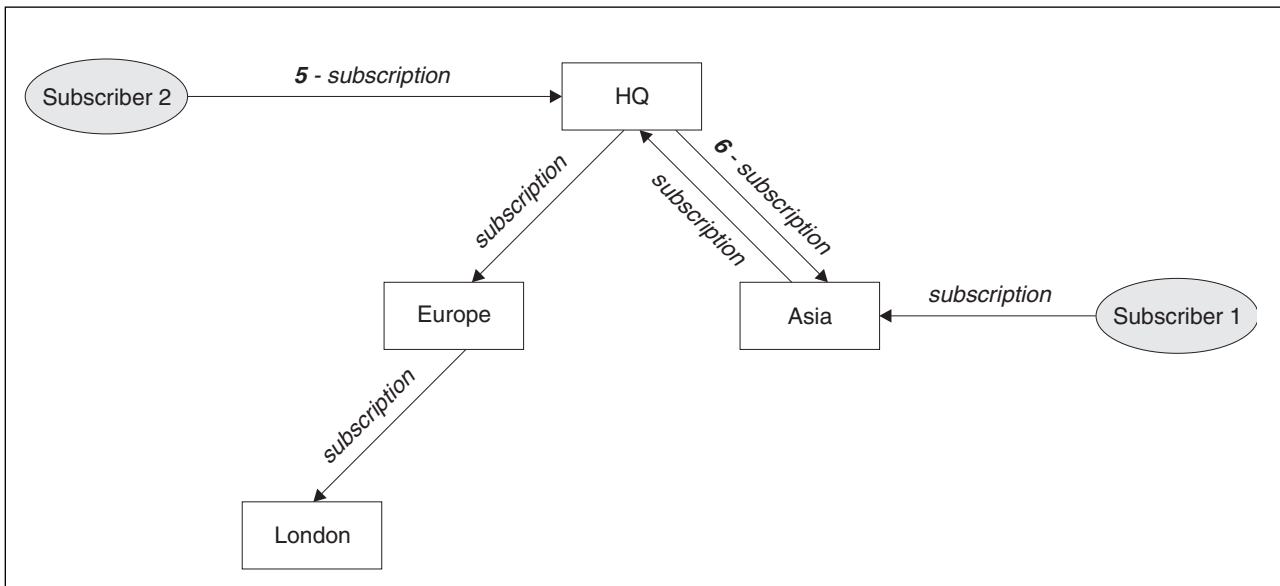 Subscriber 2
5 - subscription
HQ
subscription
6 - subscription
subscription
Europe
Asia
subscription
Subscriber 1
subscription
London